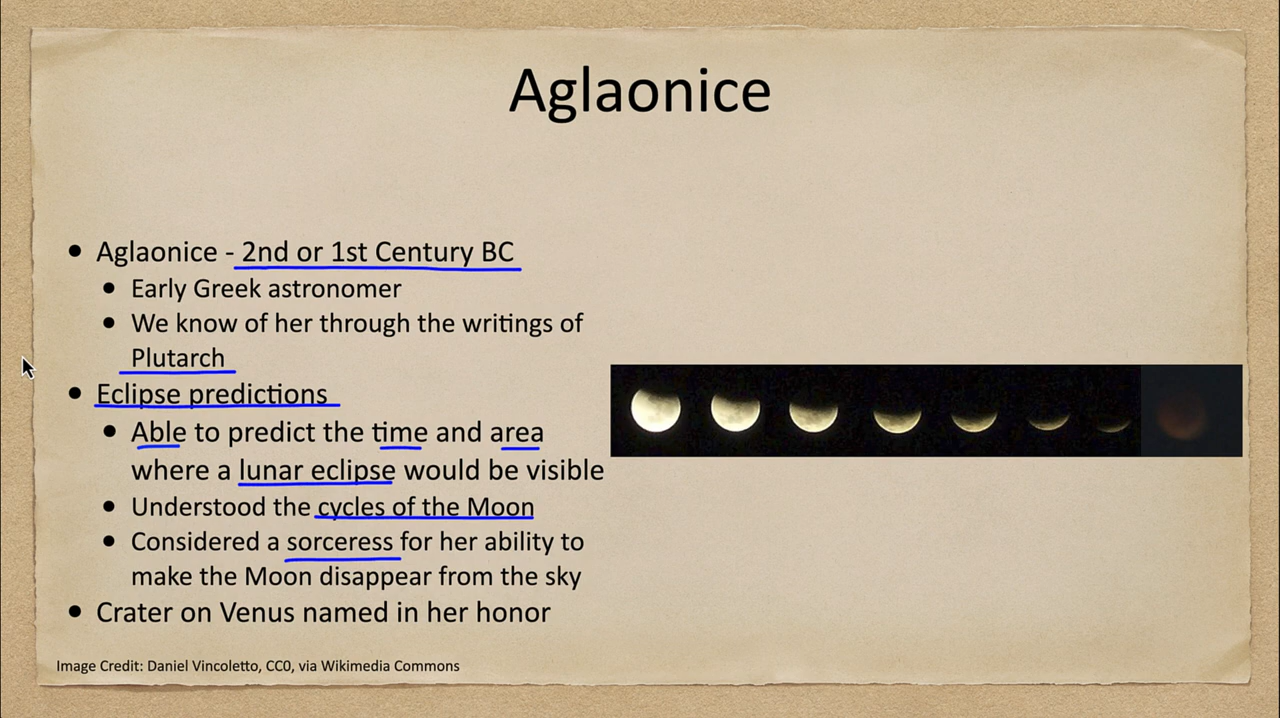 Aglaonice
• Aglaonice - 2nd or 1st Century BC
• Early Greek astronomer
• We know of her through the writings of
Plutarch
• Eclipse predictions
• Able to predict the time and area
where a lunar eclipse would be visible
• Understood the cycles of the Moon
• Considered a sorceress for her ability to
make the Moon disappear from the sky
• Crater on Venus named in her honor
Image Credit: Daniel Vincoletto, CC0, via Wikimedia Commons